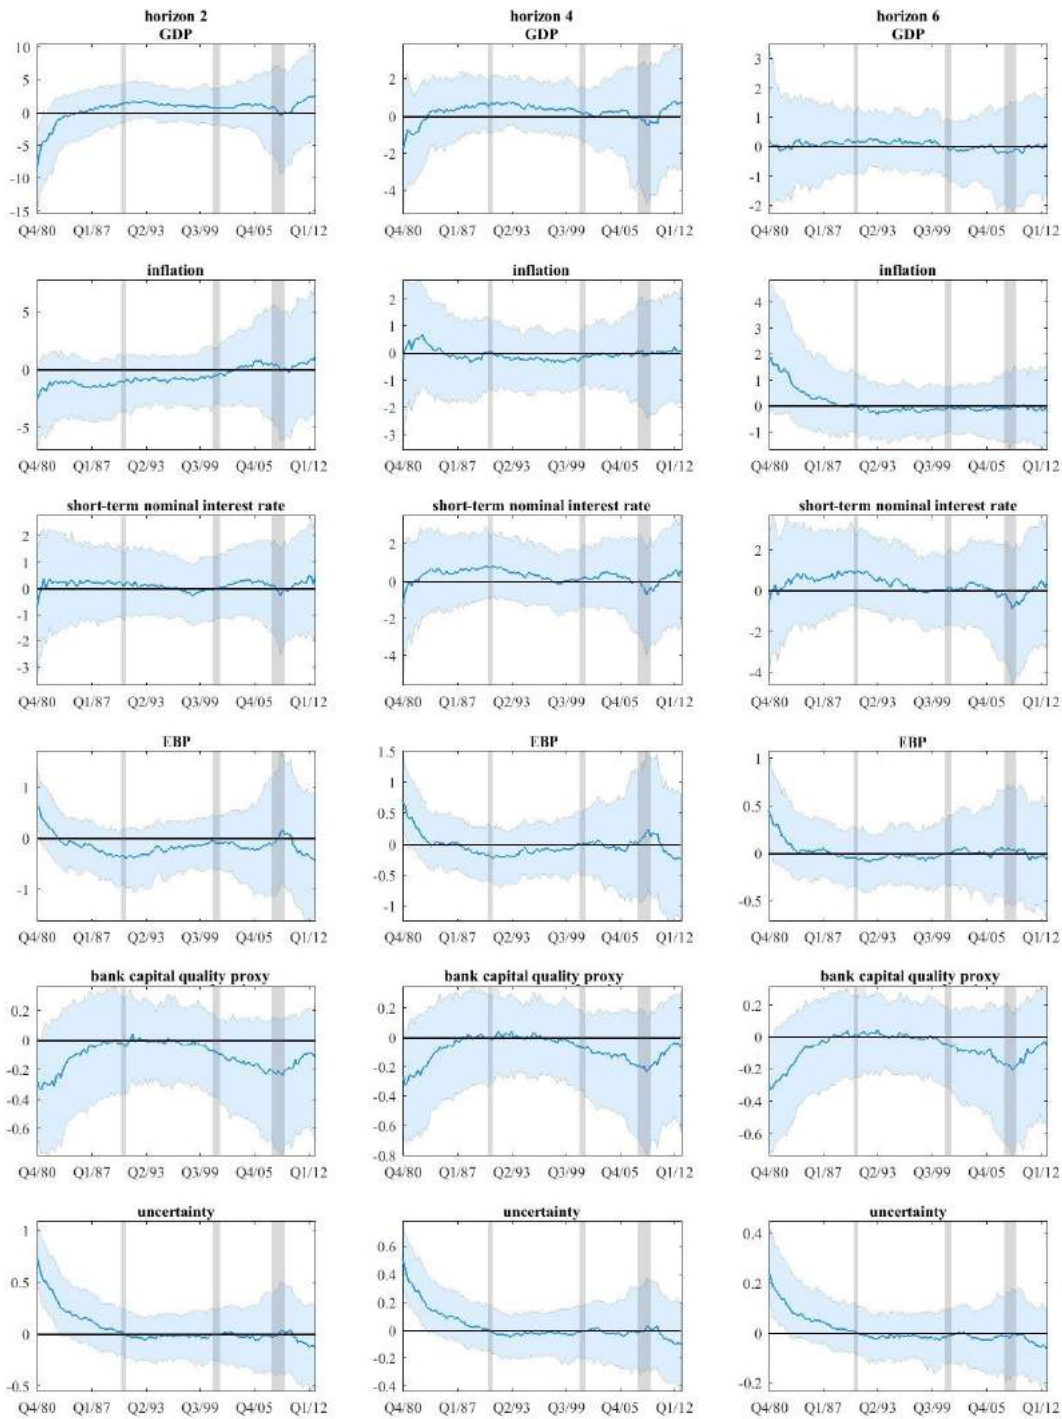 horizon 2
GDP
10
5
0
-5
-10
-15
Q4/80 Q1/87 Q2/93 Q3/99 Q4/05 Q1/12
horizon 4
GDP
2
0
-2
-4
Q4/80 Q1/87 Q2/93 Q3/99 Q4/05 Q1/12
horizon 6
GDP
3
2
1
0
-1
-2
Q4/80 Q1/87 Q2/93 Q3/99 Q4/05 Q1/12
inflation
5
0
-5
Q4/80 Q1/87 Q2/93 Q3/99 Q4/05 Q1/12
inflation
2
1
0
-1
-2
-3
Q4/80 Q1/87 Q2/93 Q3/99 Q4/05 Q1/12
inflation
4
3
2
1
0
-1
Q4/80 Q1/87 Q2/93 Q3/99 Q4/05 Q1/12
short-term nominal interest rate
2
1
0
-1
-2
-3
Q4/80 Q1/87 Q2/93 Q3/99 Q4/05 Q1/12
short-term nominal interest rate
2
0
-2
-4
Q4/80 Q1/87 Q2/93 Q3/99 Q4/05 Q1/12
short-term nominal interest rate
2
0
-2
-4
Q4/80 Q1/87 Q2/93 Q3/99 Q4/05 Q1/12
EBP
1
0
-1
Q4/80 Q1/87 Q2/93 Q3/99 Q4/05 Q1/12
EBP
1.5
1
0.5
0
-0.5
-1
Q4/80 Q1/87 Q2/93 Q3/99 Q4/05 Q1/12
EBP
1
0.5
0
-0.5
Q4/80 Q1/87 Q2/93 Q3/99 Q4/05 Q1/12
bank capital quality proxy
0.2
0
-0.2
-0.4
-0.6
Q4/80 Q1/87 Q2/93 Q3/99 Q4/05 Q1/12
bank capital quality proxy
0.2
0
-0.2
-0.4
-0.6
-0.8
Q4/80 Q1/87 Q2/93 Q3/99 Q4/05 Q1/12
bank capital quality proxy
0.2
0
-0.2
-0.4
-0.6
Q4/80 Q1/87 Q2/93 Q3/99 Q4/05 Q1/12
uncertainty
1
0.5
0
-0.5
Q4/80 Q1/87 Q2/93 Q3/99 Q4/05 Q1/12
uncertainty
0.6
0.4
0.2
0
-0.2
-0.4
Q4/80 Q1/87 Q2/93 Q3/99 Q4/05 Q1/12
uncertainty
0.4
0.2
0
-0.2
Q4/80 Q1/87 Q2/93 Q3/99 Q4/05 Q1/12